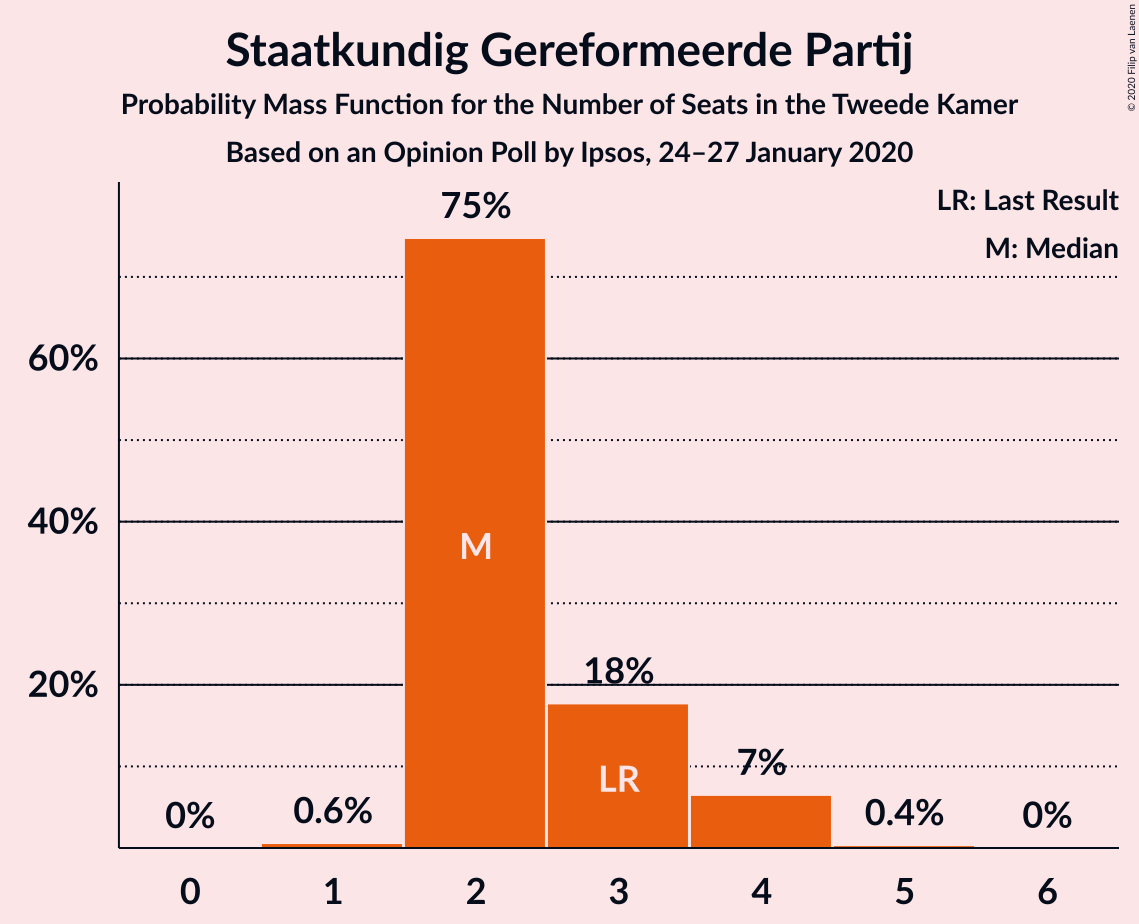 Staatkundig Gereformeerde Partij
Probability Mass Function for the Number of Seats in the Tweede Kamer
Based on an Opinion Poll by Ipsos, 24–27 January 2020
© 2020 Filip van Laenen
LR: Last Result
M: Median
75%
60%
40%
M
20%
18%
LR
7%
0%
0.6%
0.4%
0%
0 1 2 3 4 5 6